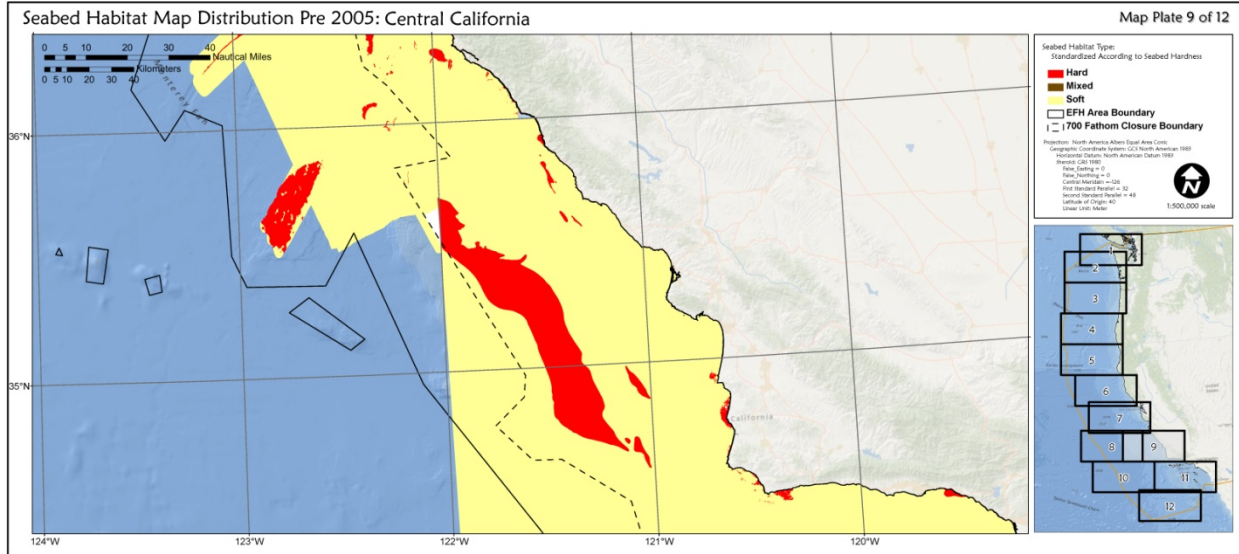 Seabed Habitat Map Distribution Pre 2005: Central California
Map Plate 9 of 12
0 5 10 20 30 40
Nautical Miles
Kilometers
0 5 10 20 30 40
Monterey Fan
36°N
35°N
124°W
123°W
122°W
121°W
120°W
California
Seabed Habitat Type:
Standardized According to Seabed Hardness
Hard
Mixed
Soft
EFH Area Boundary
700 Fathom Closure Boundary
Projection: North America Albers Equal Area Conic
Geographic Coordinate System: GCS North American 1983
Horizontal Datum: North American Datum 1983
Spheroid: GRS 1980
False_Easting = 0
False_Northing = 0
Central Meridian = -126
First Standard Parallel = 32
Second Standard Parallel = 48
Latitude of Origin: 40
Linear Unit: Meter
N
1:500,000 scale
1
2
3
4
5
6
7
8
9
10
11
12